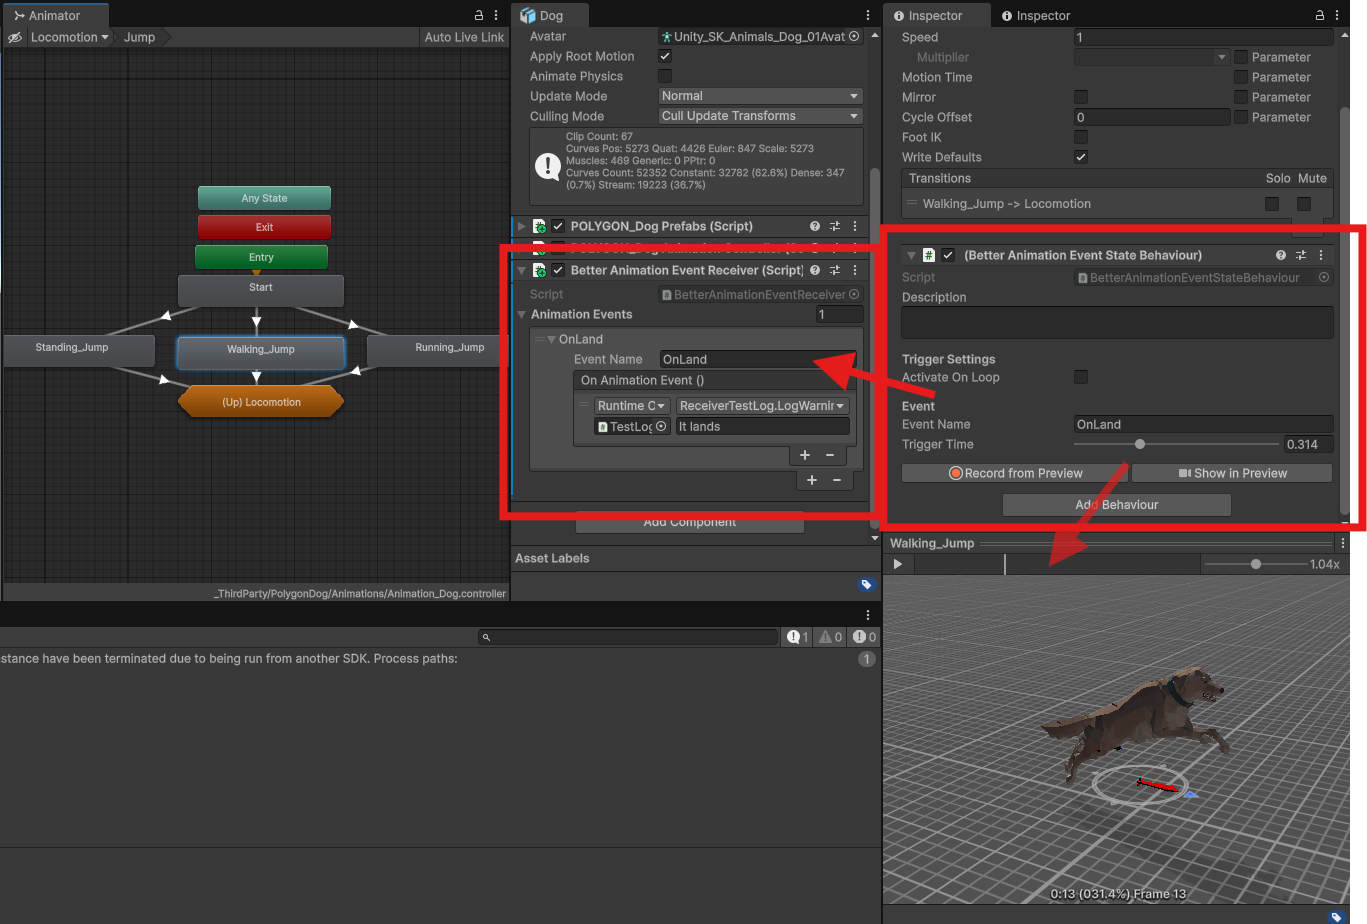 Animator
Locomotion
Jump
Auto Live Link
Any State
Exit
Entry
Start
Standing_Jump
Walking_Jump
Running_Jump
(Up) Locomotion
_ThirdParty/PolygonDog/Animations/Animation_Dog.controller
Dog
Avatar
Unity_SK_Animals_Dog_01Avat
Apply Root Motion
Animate Physics
Update Mode
Normal
Culling Mode
Cull Update Transforms
Clip Count: 67
Curves Pos: 5273 Quat: 4426 Euler: 847 Scale: 5273
Muscles: 469 Generic: 0 PPtr: 0
Curves Count: 52352 Constant: 32782 (62.6%) Dense: 347
(0.7%) Stream: 19223 (36.7%)
POLYGON_Dog Prefabs (Script)
Better Animation Event Receiver (Script)
Script
BetterAnimationEventReceiver
Animation Events
1
OnLand
Event Name
OnLand
On Animation Event ()
Runtime O
ReceiverTestLog.LogWarnin
TestLog
It lands
+ −
+ −
Add Component
Asset Labels
Inspector
Inspector
Speed
1
Multiplier
Parameter
Motion Time
Parameter
Mirror
Parameter
Cycle Offset
0
Parameter
Foot IK
Write Defaults
Transitions
Solo Mute
Walking_Jump -> Locomotion
(Better Animation Event State Behaviour)
Script
BetterAnimationEventStateBehaviour
Description
Trigger Settings
Activate On Loop
Event
Event Name
OnLand
Trigger Time
0.314
Record from Preview
Show in Preview
Add Behaviour
Walking_Jump
1.04x
0:13 (031.4%) Frame 13
1 0 0
stance have been terminated due to being run from another SDK. Process paths:
1